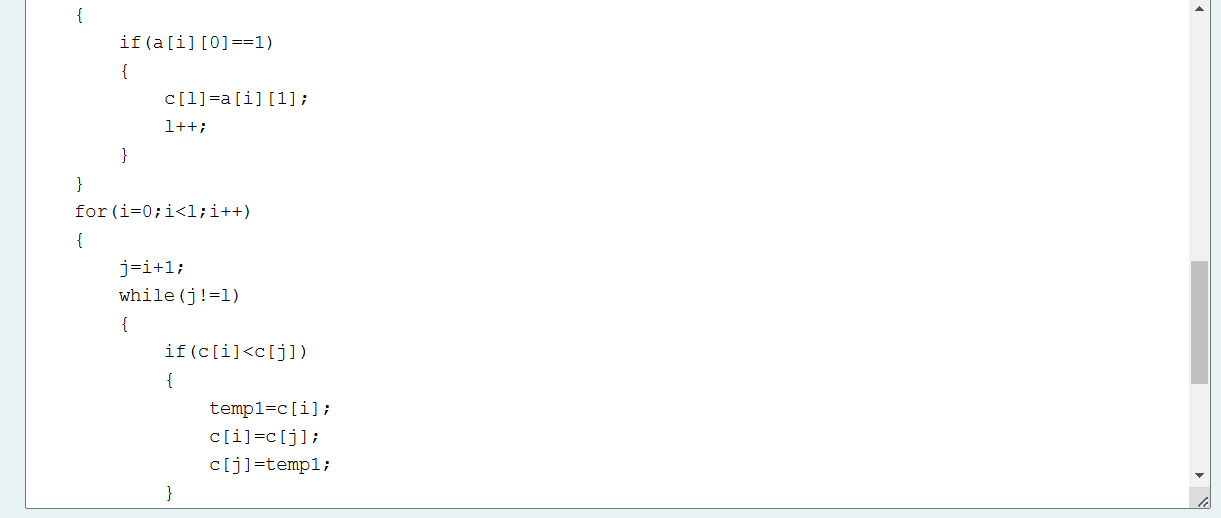 {
if(a[i][0]==1)
{
c[l]=a[i][1];
l++;
}
}
for(i=0;i<l;i++)
{
j=i+1;
while(j!=l)
{
if(c[i]<c[j])
{
temp1=c[i];
c[i]=c[j];
c[j]=temp1;
}